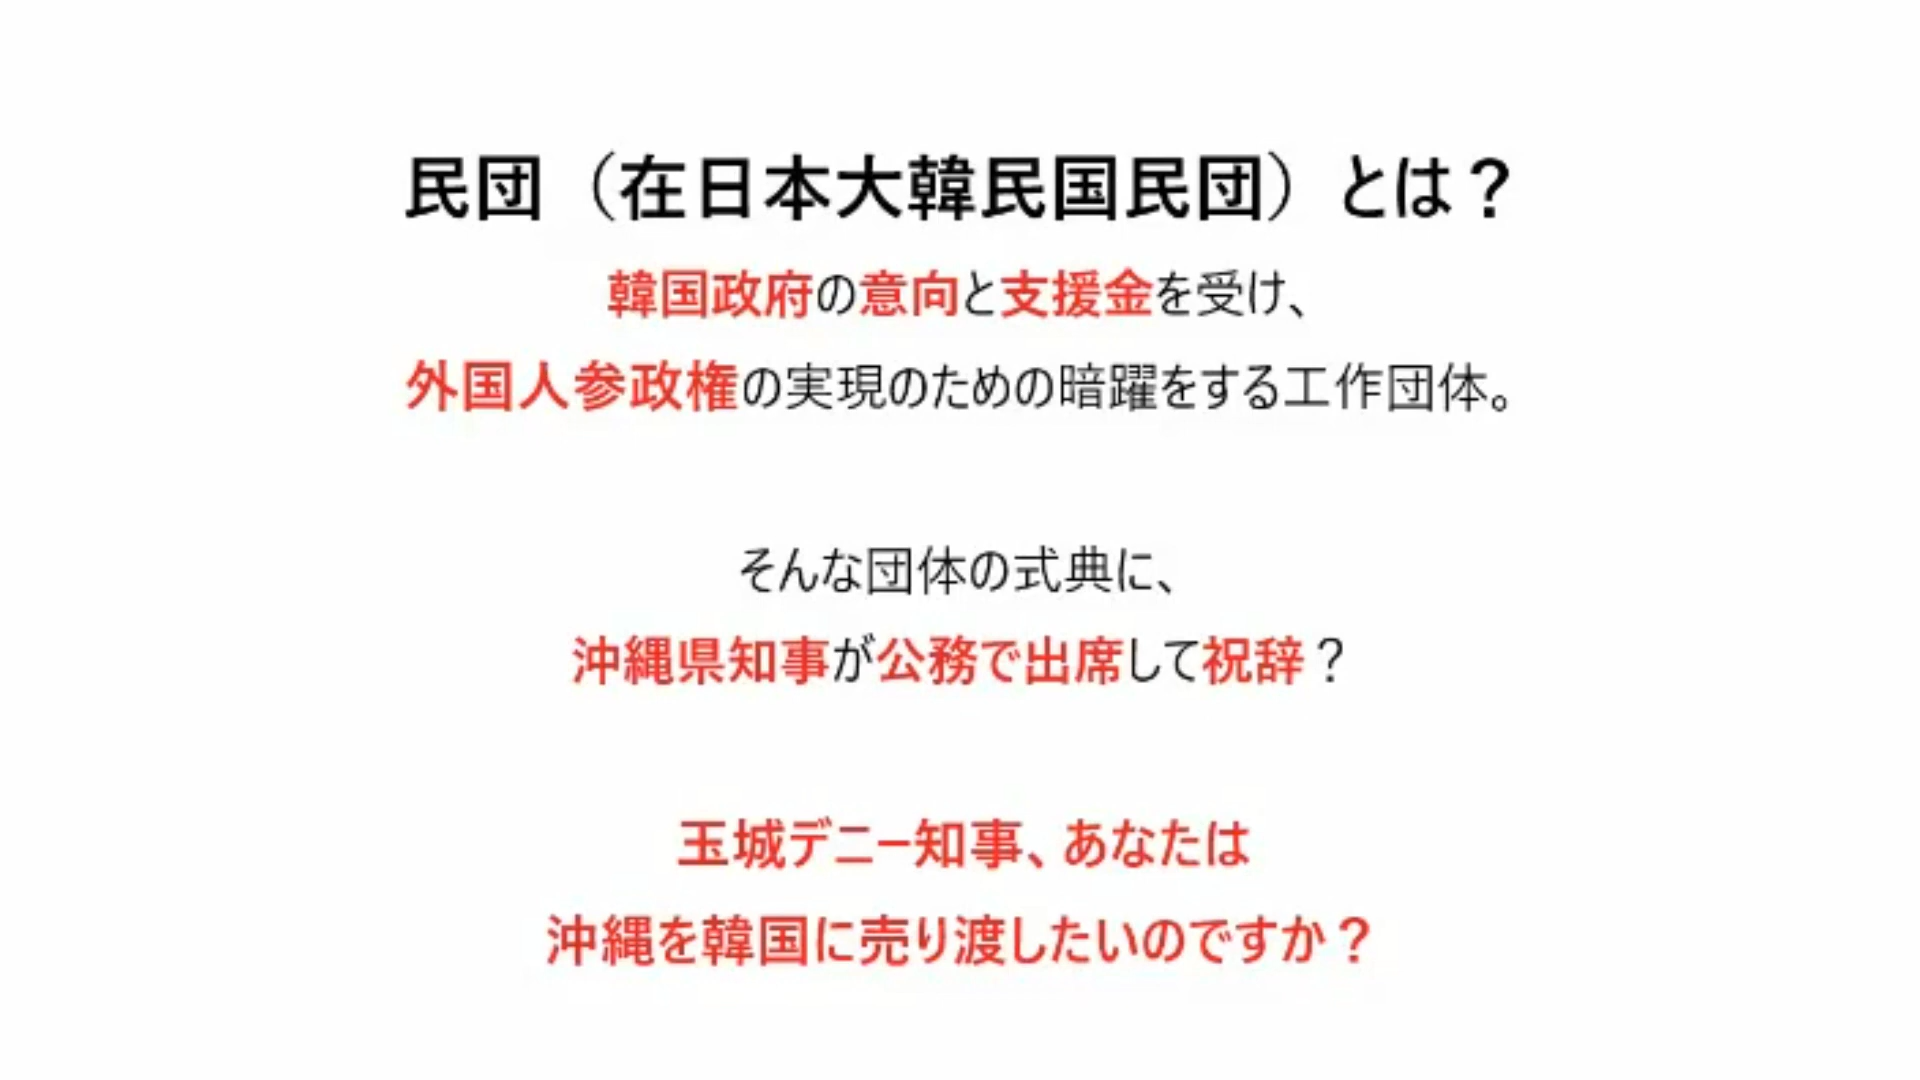 民団（在日本大韓民国民団）とは？
韓国政府の意向と支援金を受け、
外国人参政権の実現のための暗躍をする工作団体。
そんな団体の式典に、
沖縄県知事が公務で出席して祝辞？
玉城デニー知事、あなたは
沖縄を韓国に売り渡したいのですか？